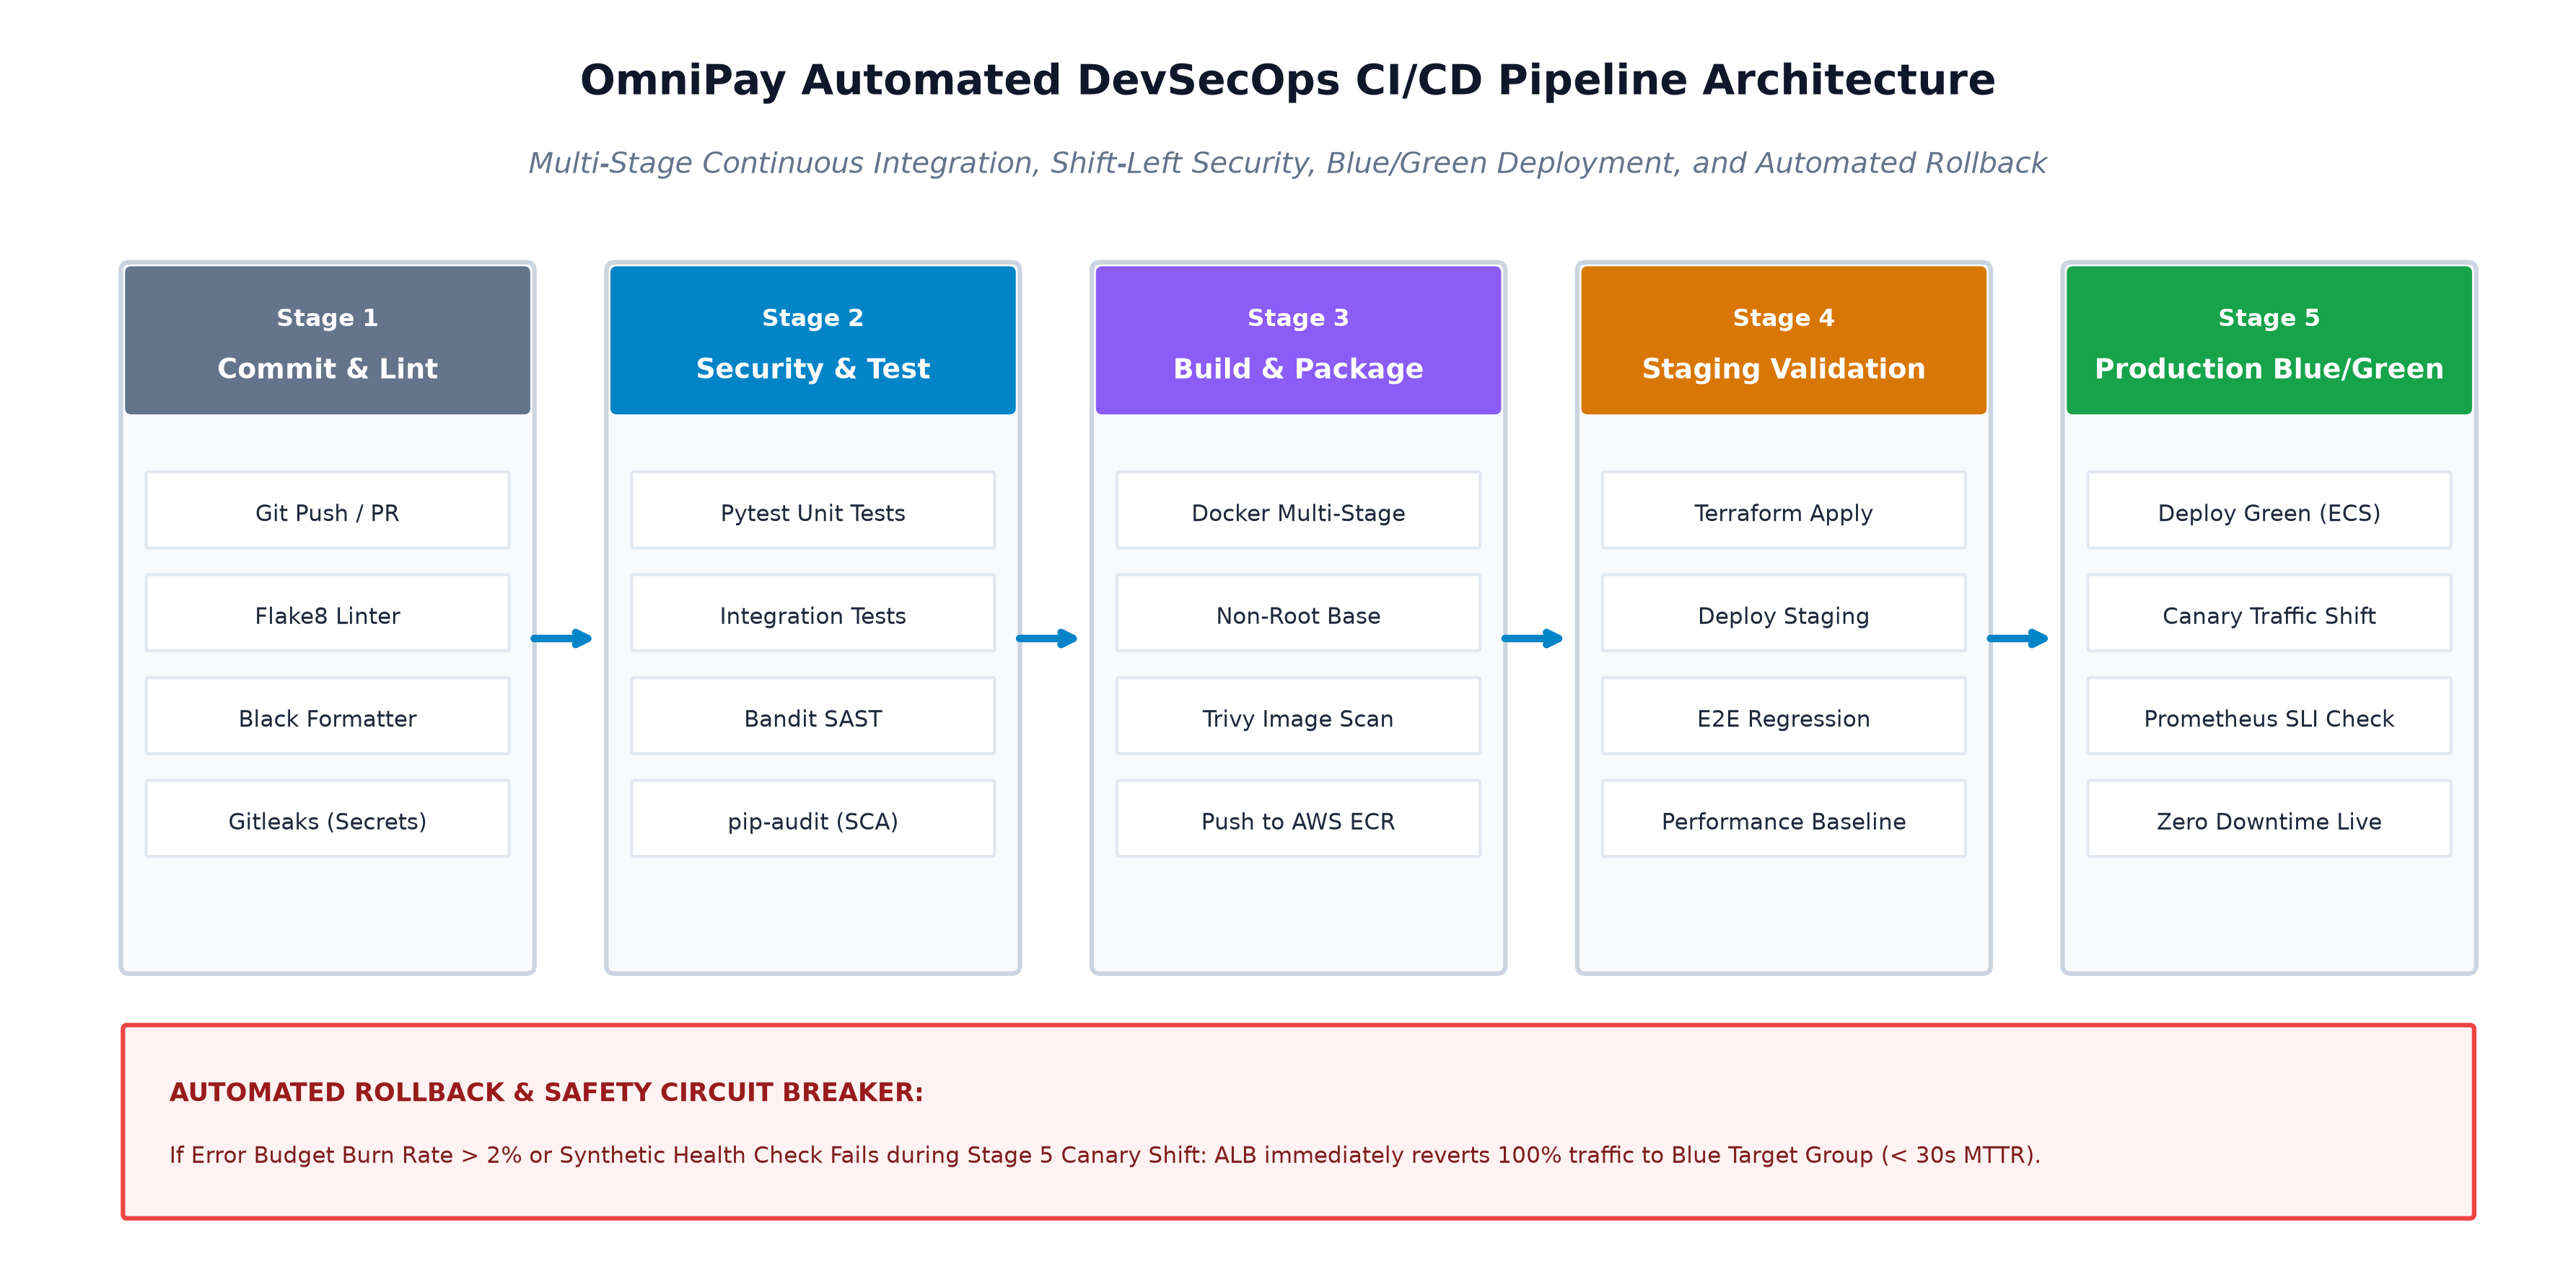 OmniPay Automated DevSecOps CI/CD Pipeline Architecture
Multi-Stage Continuous Integration, Shift-Left Security, Blue/Green Deployment, and Automated Rollback
Stage 1
Commit & Lint
Git Push / PR
Flake8 Linter
Black Formatter
Gitleaks (Secrets)
Stage 2
Security & Test
Pytest Unit Tests
Integration Tests
Bandit SAST
pip-audit (SCA)
Stage 3
Build & Package
Docker Multi-Stage
Non-Root Base
Trivy Image Scan
Push to AWS ECR
Stage 4
Staging Validation
Terraform Apply
Deploy Staging
E2E Regression
Performance Baseline
Stage 5
Production Blue/Green
Deploy Green (ECS)
Canary Traffic Shift
Prometheus SLI Check
Zero Downtime Live
AUTOMATED ROLLBACK & SAFETY CIRCUIT BREAKER:
If Error Budget Burn Rate > 2% or Synthetic Health Check Fails during Stage 5 Canary Shift: ALB immediately reverts 100% traffic to Blue Target Group (< 30s MTTR).